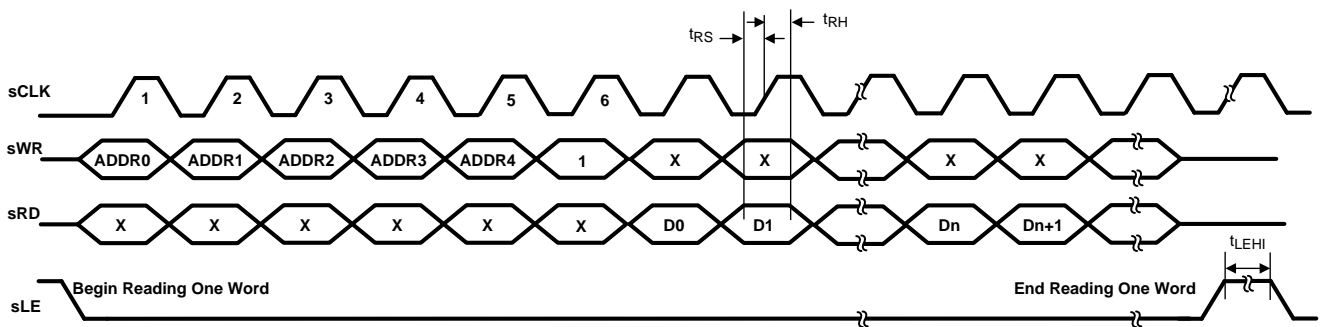 tRS
tRH
sCLK 1 2 3 4 5 6
sWR ADDR0 ADDR1 ADDR2 ADDR3 ADDR4 1 X X X X
sRD X X X X X X D0 D1 Dn Dn+1
tLEHI
sLE Begin Reading One Word End Reading One Word